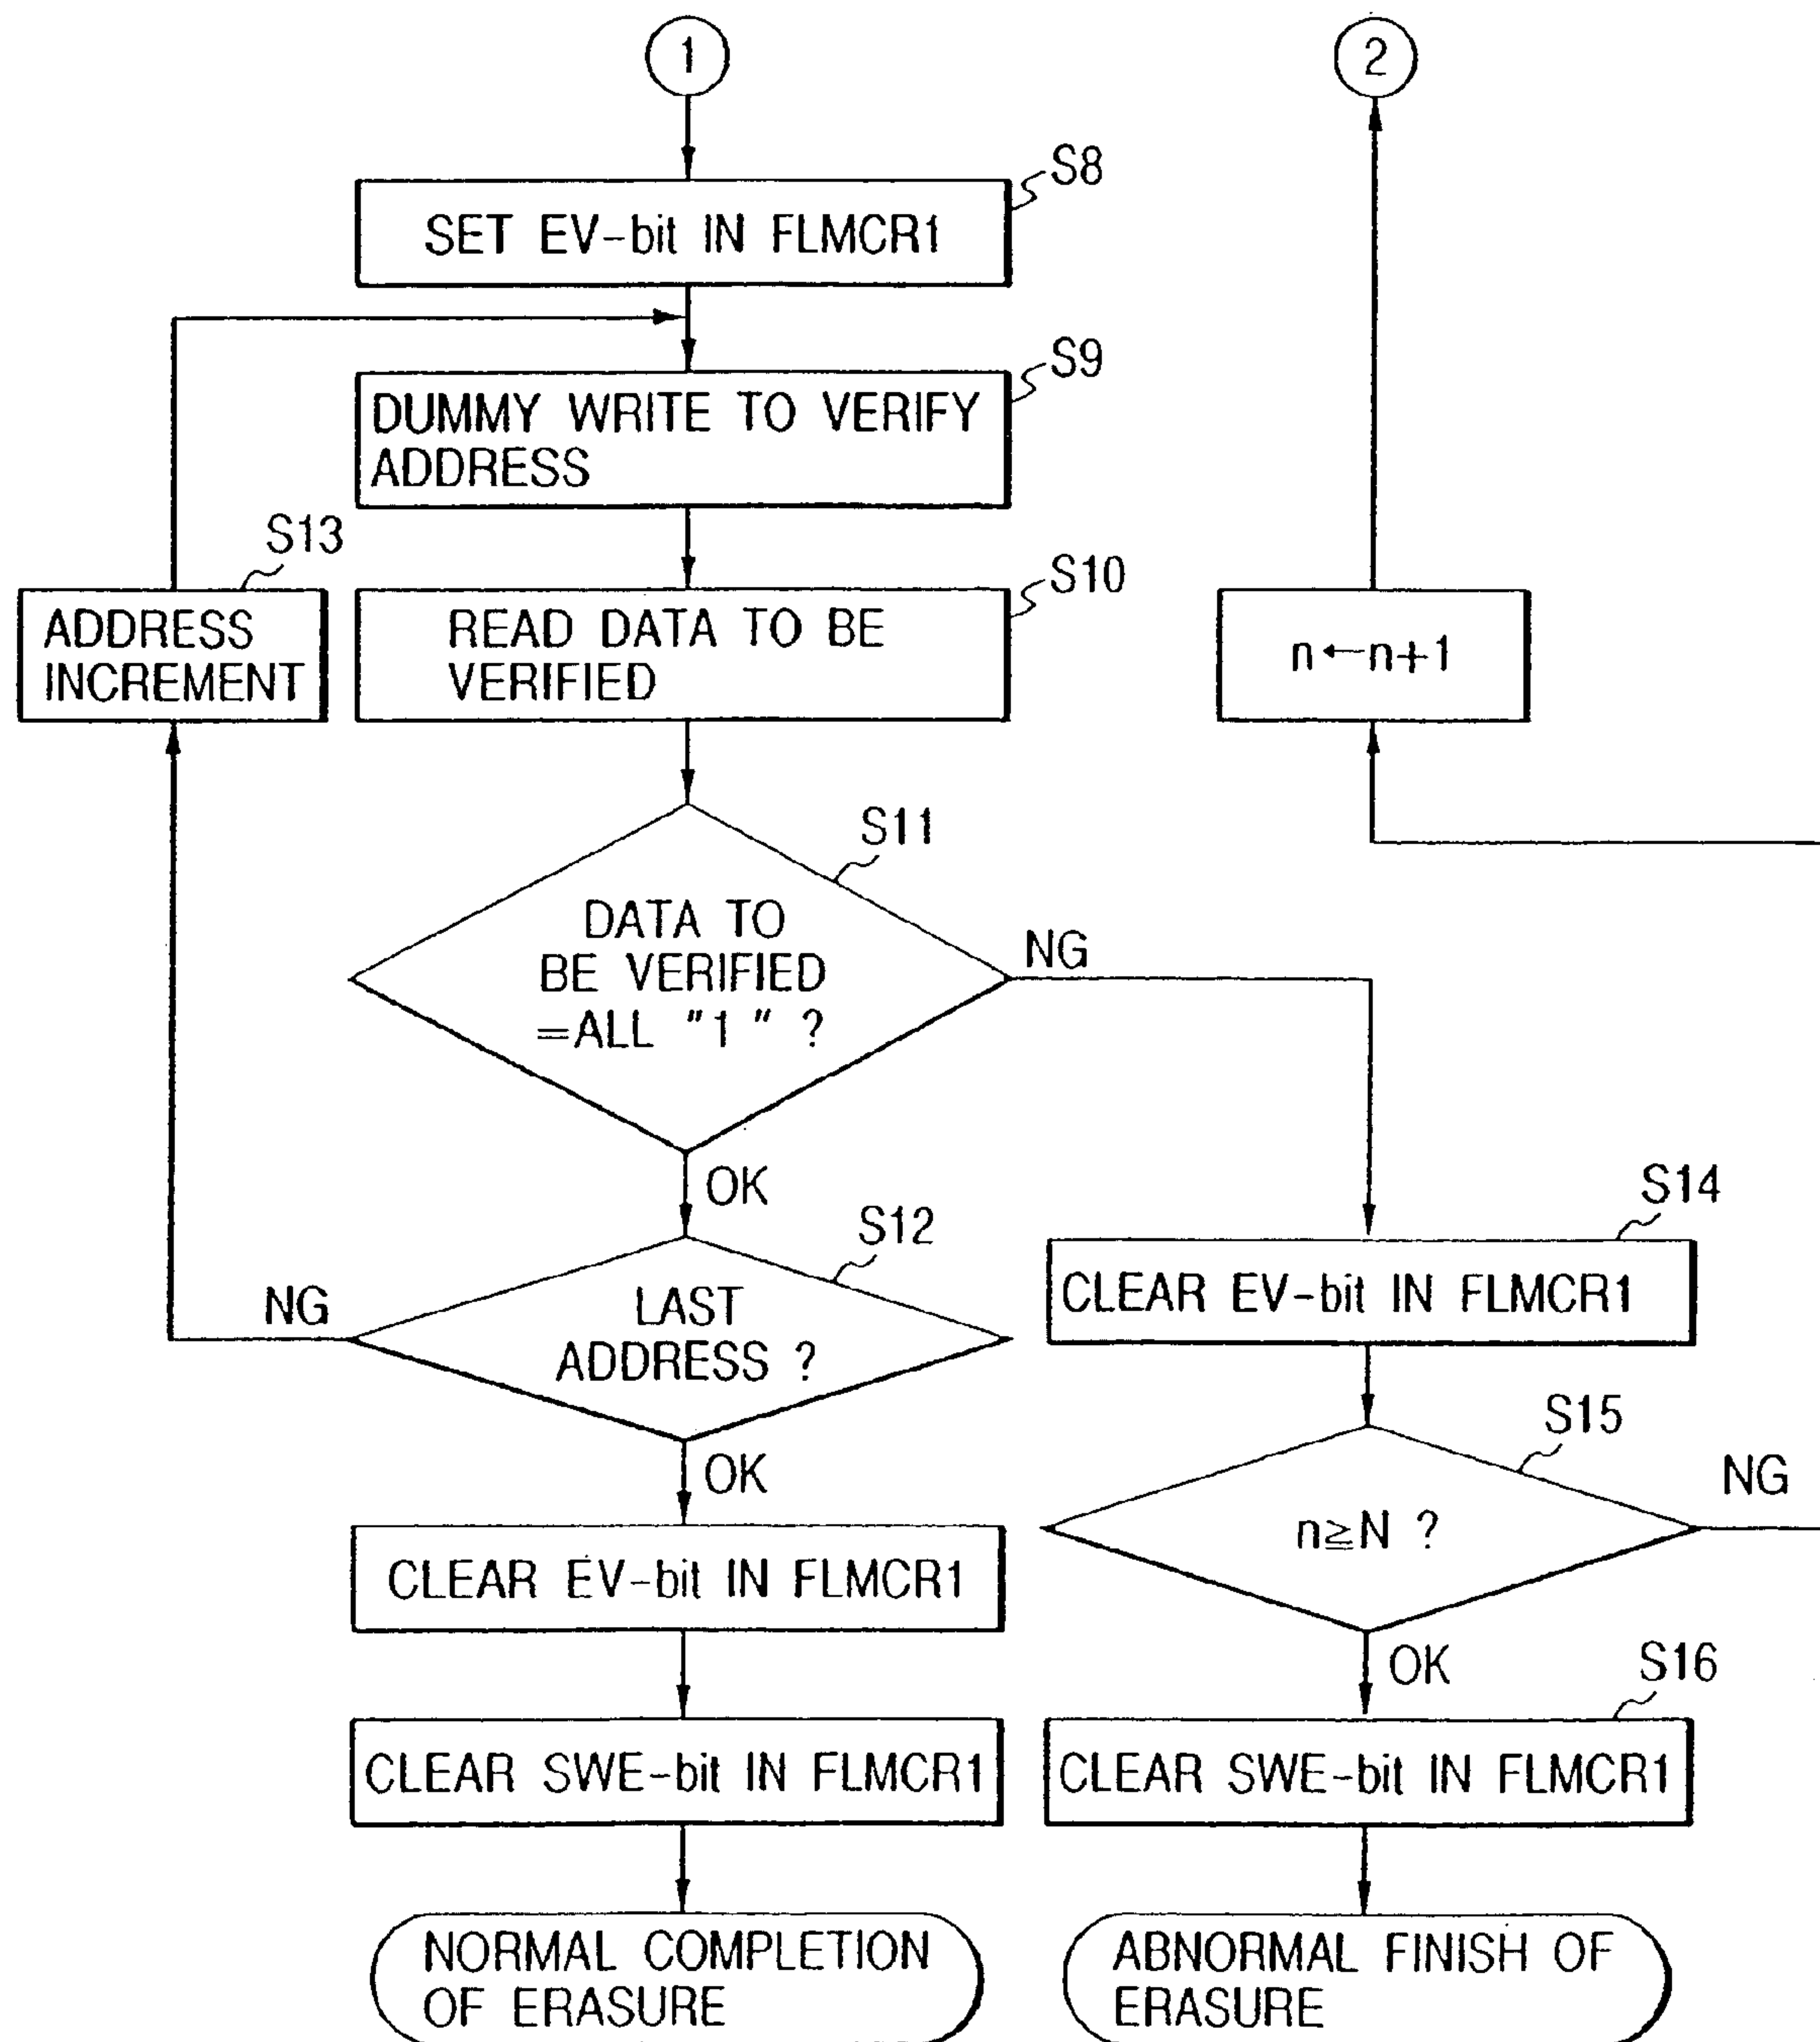 1
2
S8
SET EV-bit IN FLMCR1
S9
DUMMY WRITE TO VERIFY
ADDRESS
S13
ADDRESS
INCREMENT
S10
READ DATA TO BE
VERIFIED
n←n+1
S11
DATA TO
BE VERIFIED
=ALL "1" ?
NG
OK
S12
LAST
ADDRESS ?
NG
OK
S14
CLEAR EV-bit IN FLMCR1
S15
n≧N ?
NG
OK
CLEAR EV-bit IN FLMCR1
S16
CLEAR SWE-bit IN FLMCR1
CLEAR SWE-bit IN FLMCR1
NORMAL COMPLETION
OF ERASURE
ABNORMAL FINISH OF
ERASURE